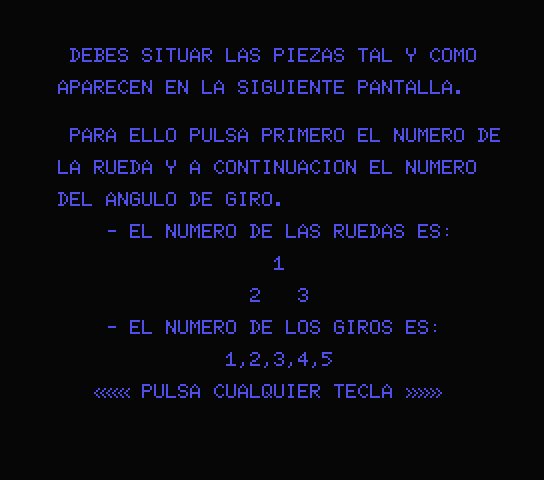 DEBES SITUAR LAS PIEZAS TAL Y COMO
APARECEN EN LA SIGUIENTE PANTALLA.
PARA ELLO PULSA PRIMERO EL NUMERO DE
LA RUEDA Y A CONTINUACION EL NUMERO
DEL ANGULO DE GIRO.
- EL NUMERO DE LAS RUEDAS ES:
1
2 3
- EL NUMERO DE LOS GIROS ES:
1,2,3,4,5
<<<<<< PULSA CUALQUIER TECLA >>>>>>